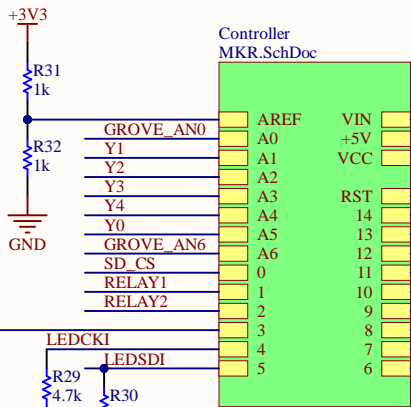 +3V3
Controller
MKR.SchDoc
R31
1k
AREF VIN
GROVE_AN0 A0 +5V
Y1 A1 VCC
R32
1k
Y2 A2
Y3 A3 RST
Y4 A4 14
Y0 A5 13
GND
GROVE_AN6 A6 12
SD_CS 0 11
RELAY1 1 10
RELAY2 2 9
3 8
LEDCKI 4 7
LEDSDI 5 6
R29
4.7k
R30